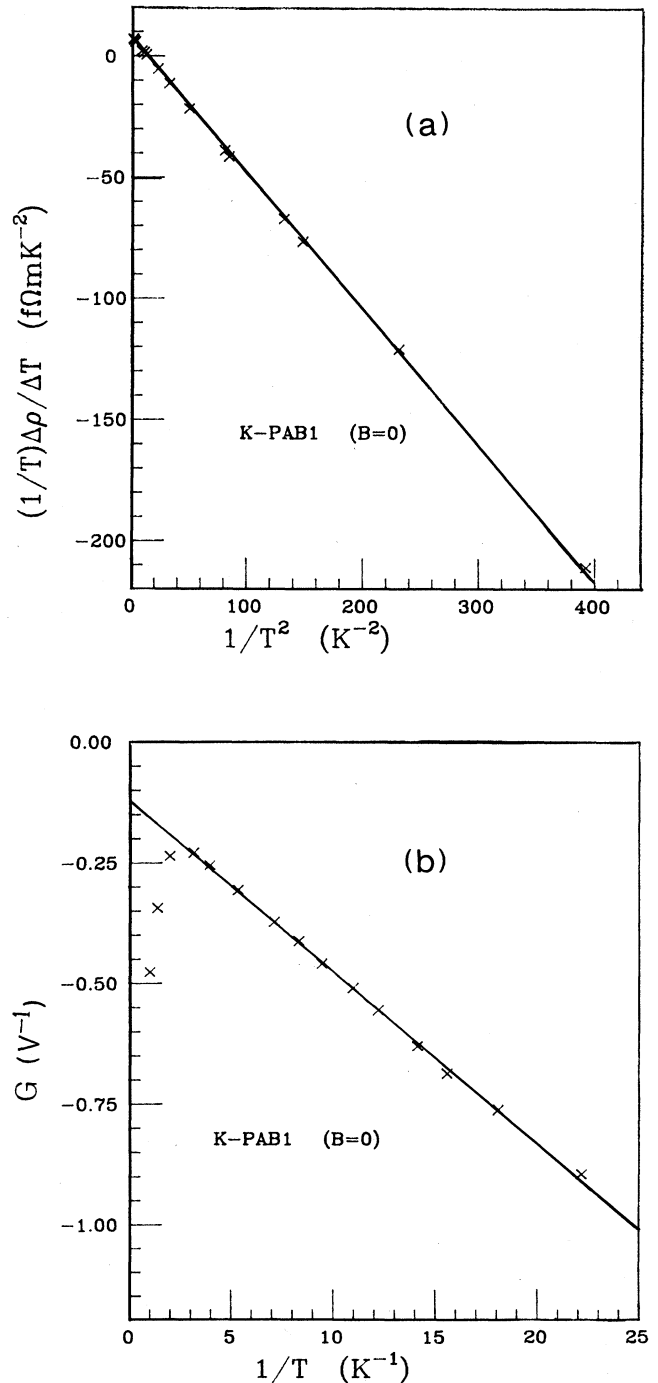 (a)
0
−50
−100
−150
−200
(1/T)Δρ/ΔT (fΩmK⁻²)
K-PAB1 (B=0)
0 100 200 300 400
1/T² (K⁻²)
0.00
−0.25
−0.50
−0.75
−1.00
G (V⁻¹)
(b)
K-PAB1 (B=0)
0 5 10 15 20 25
1/T (K⁻¹)